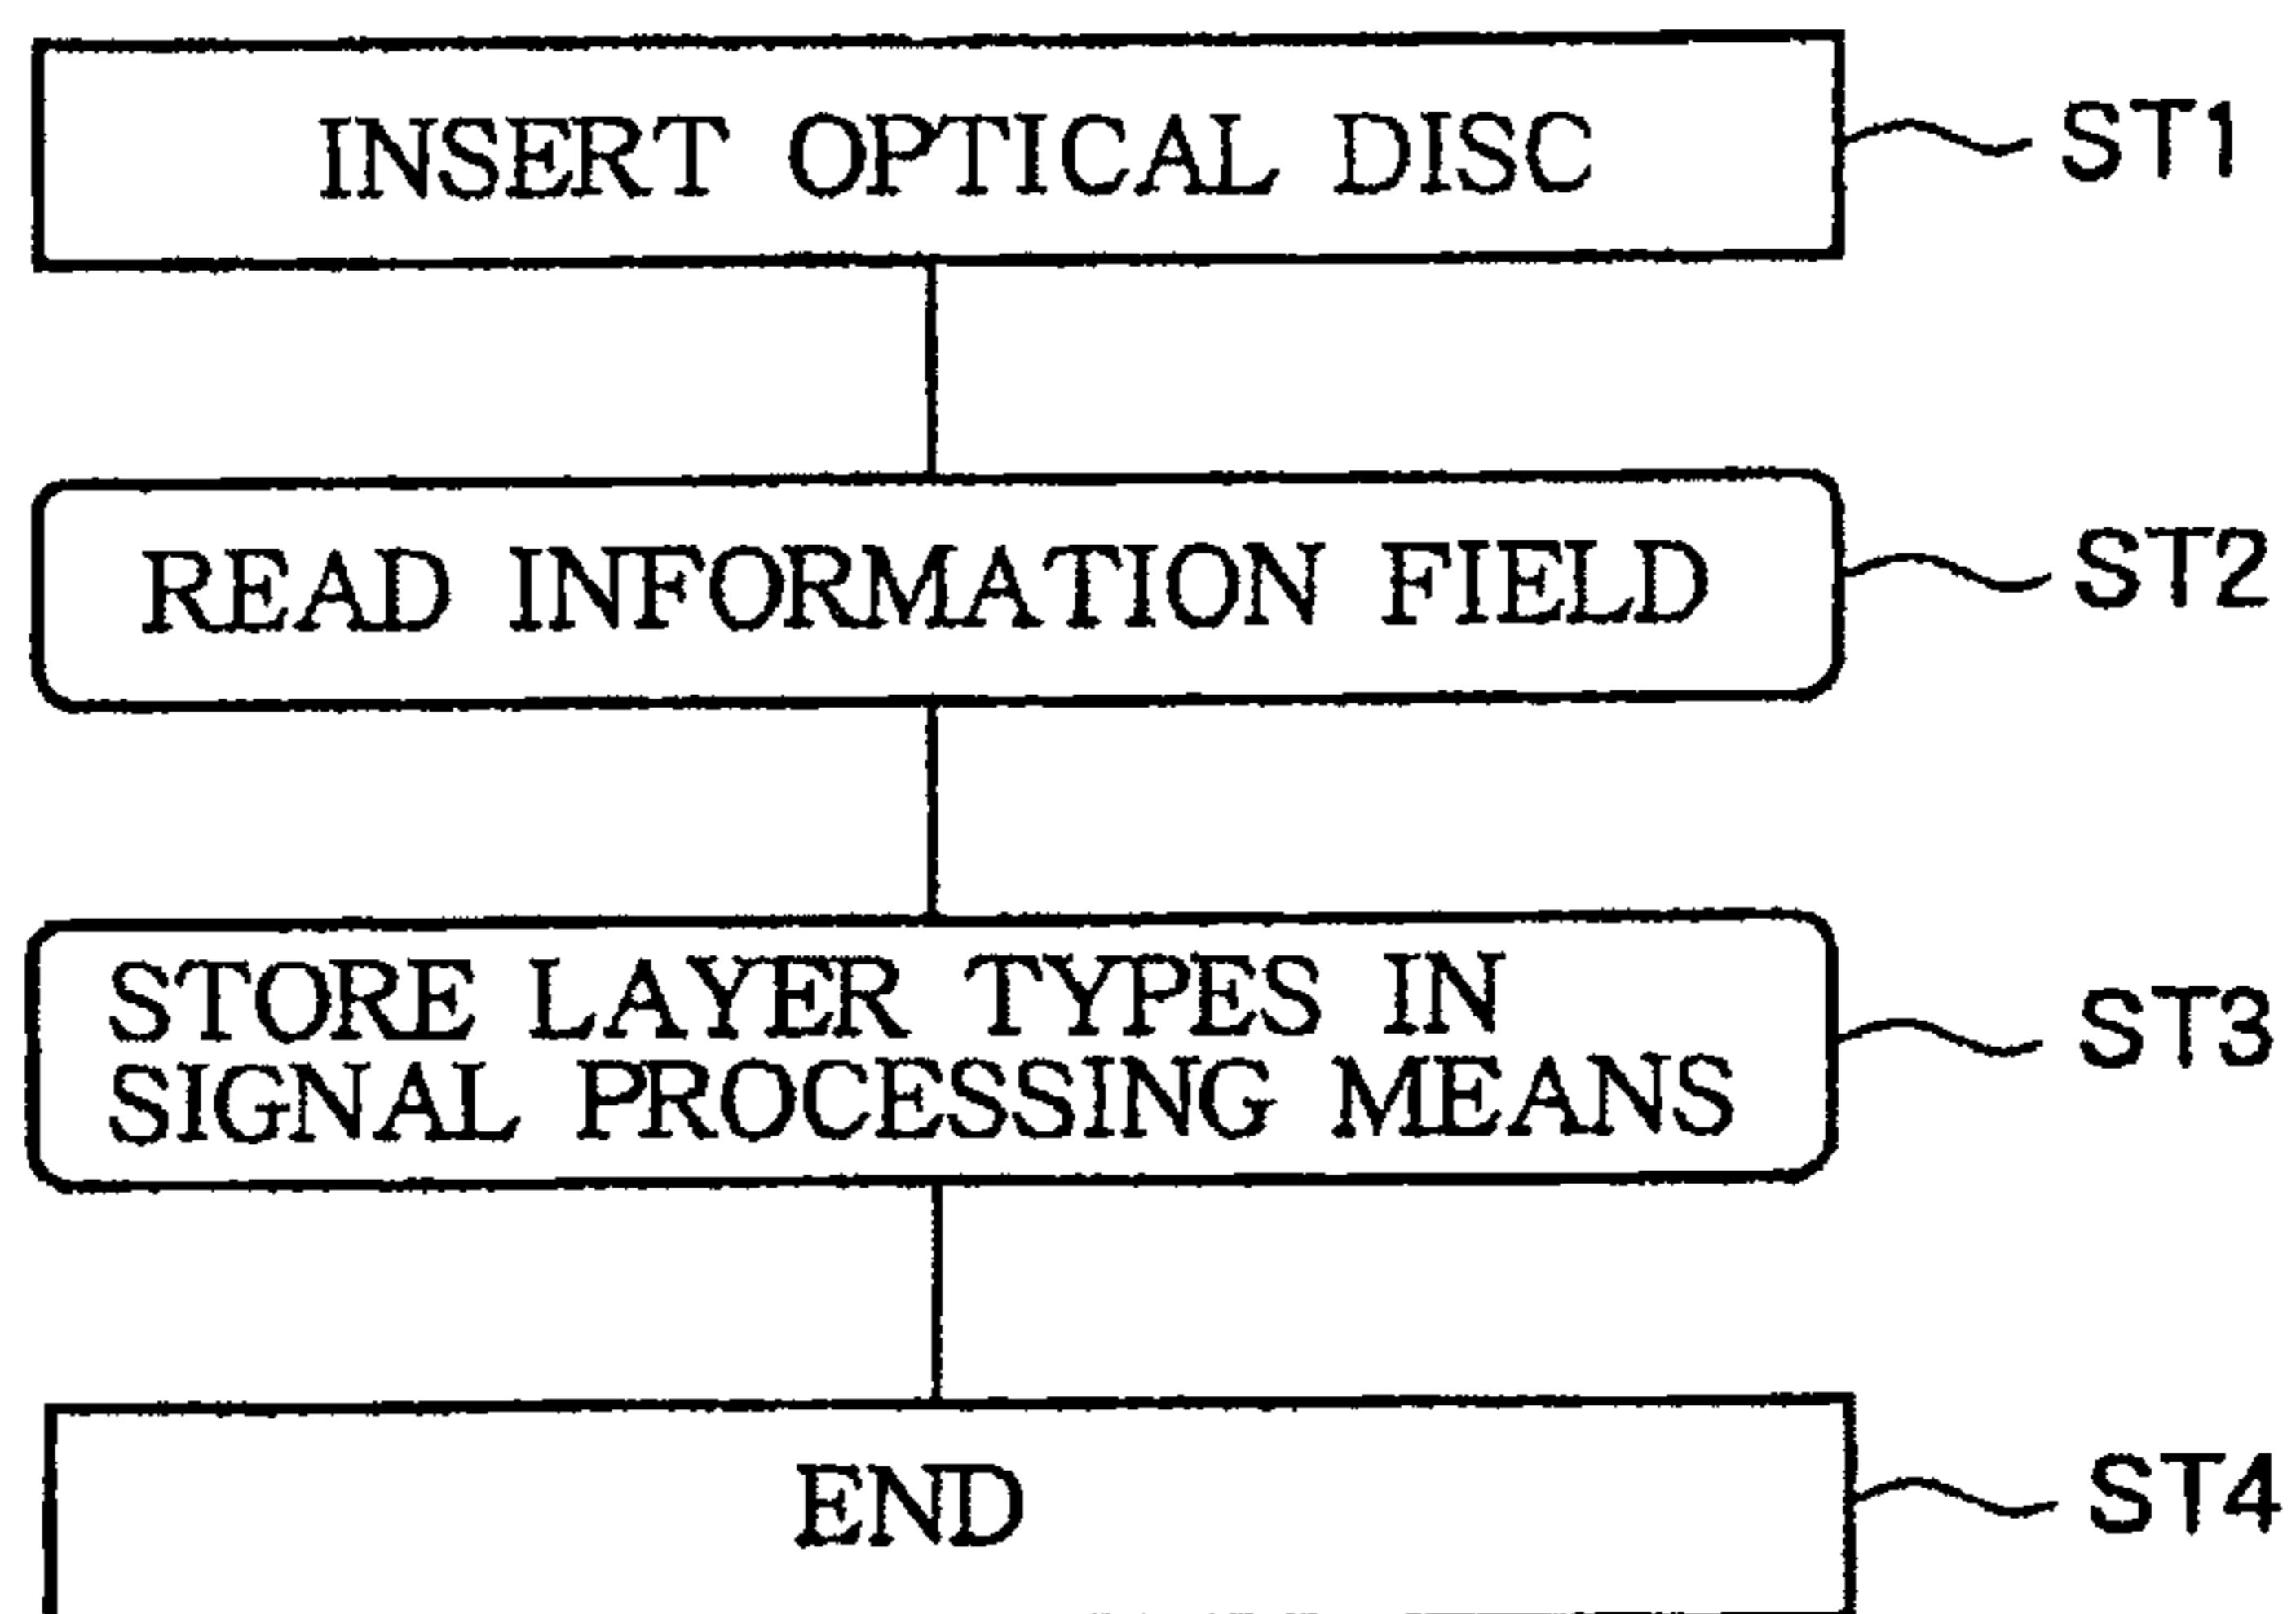 INSERT OPTICAL DISC ST1
READ INFORMATION FIELD ST2
STORE LAYER TYPES IN
SIGNAL PROCESSING MEANS ST3
END ST4